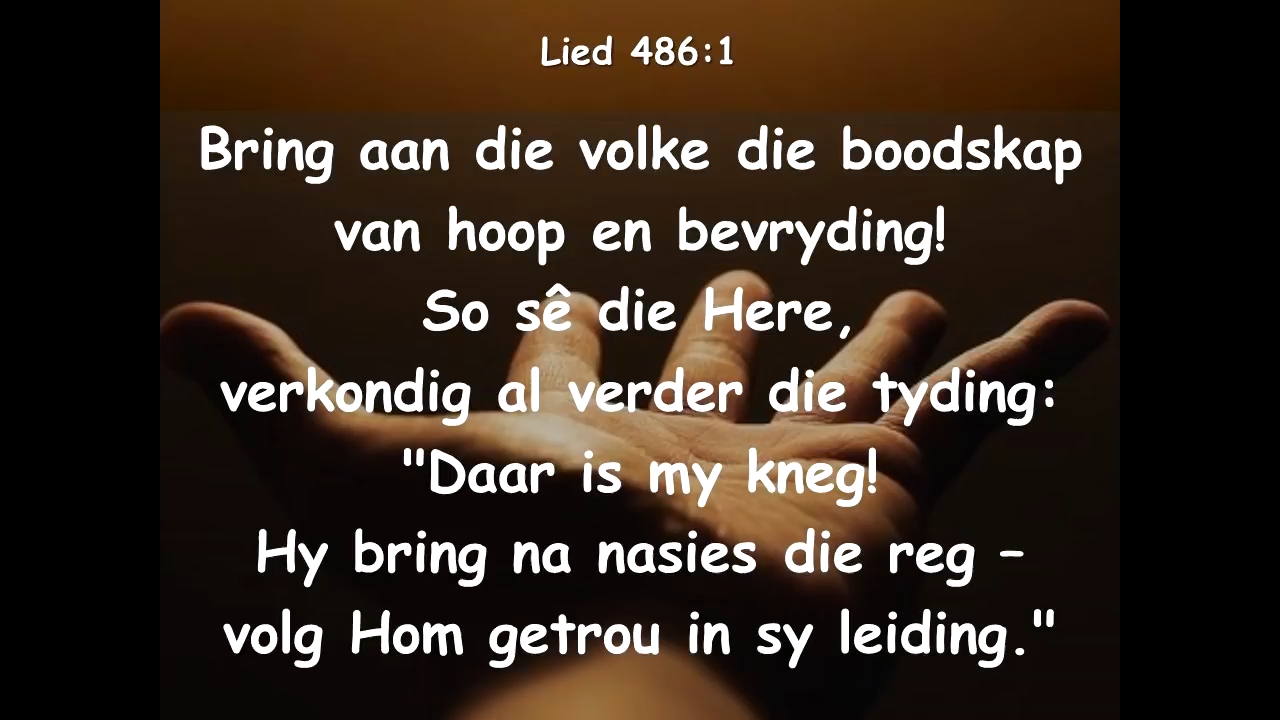 Lied 486:1
Bring aan die volke die boodskap
van hoop en bevryding!
So sê die Here,
verkondig al verder die tyding:
"Daar is my kneg!
Hy bring na nasies die reg –
volg Hom getrou in sy leiding."